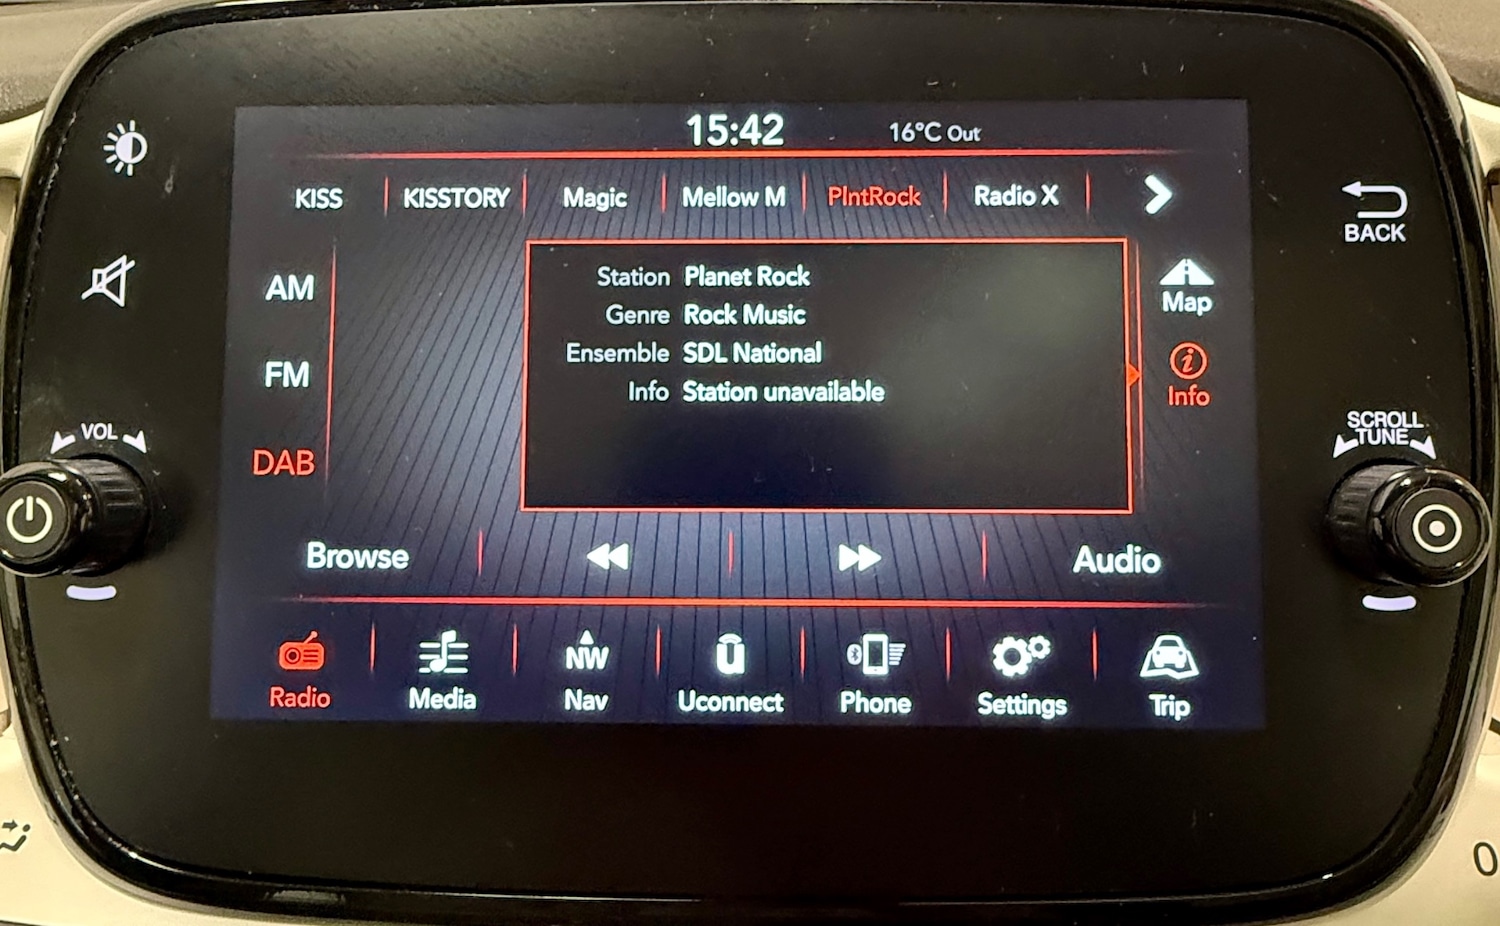 15:42 16°C Out
KISS KISSTORY Magic Mellow M PlntRock Radio X
BACK
AM
FM
DAB
Station Planet Rock
Genre Rock Music
Ensemble SDL National
Info Station unavailable
Map
i
Info
VOL
SCROLL
TUNE
Browse Audio
NW
Radio Media Nav Uconnect Phone Settings Trip
0